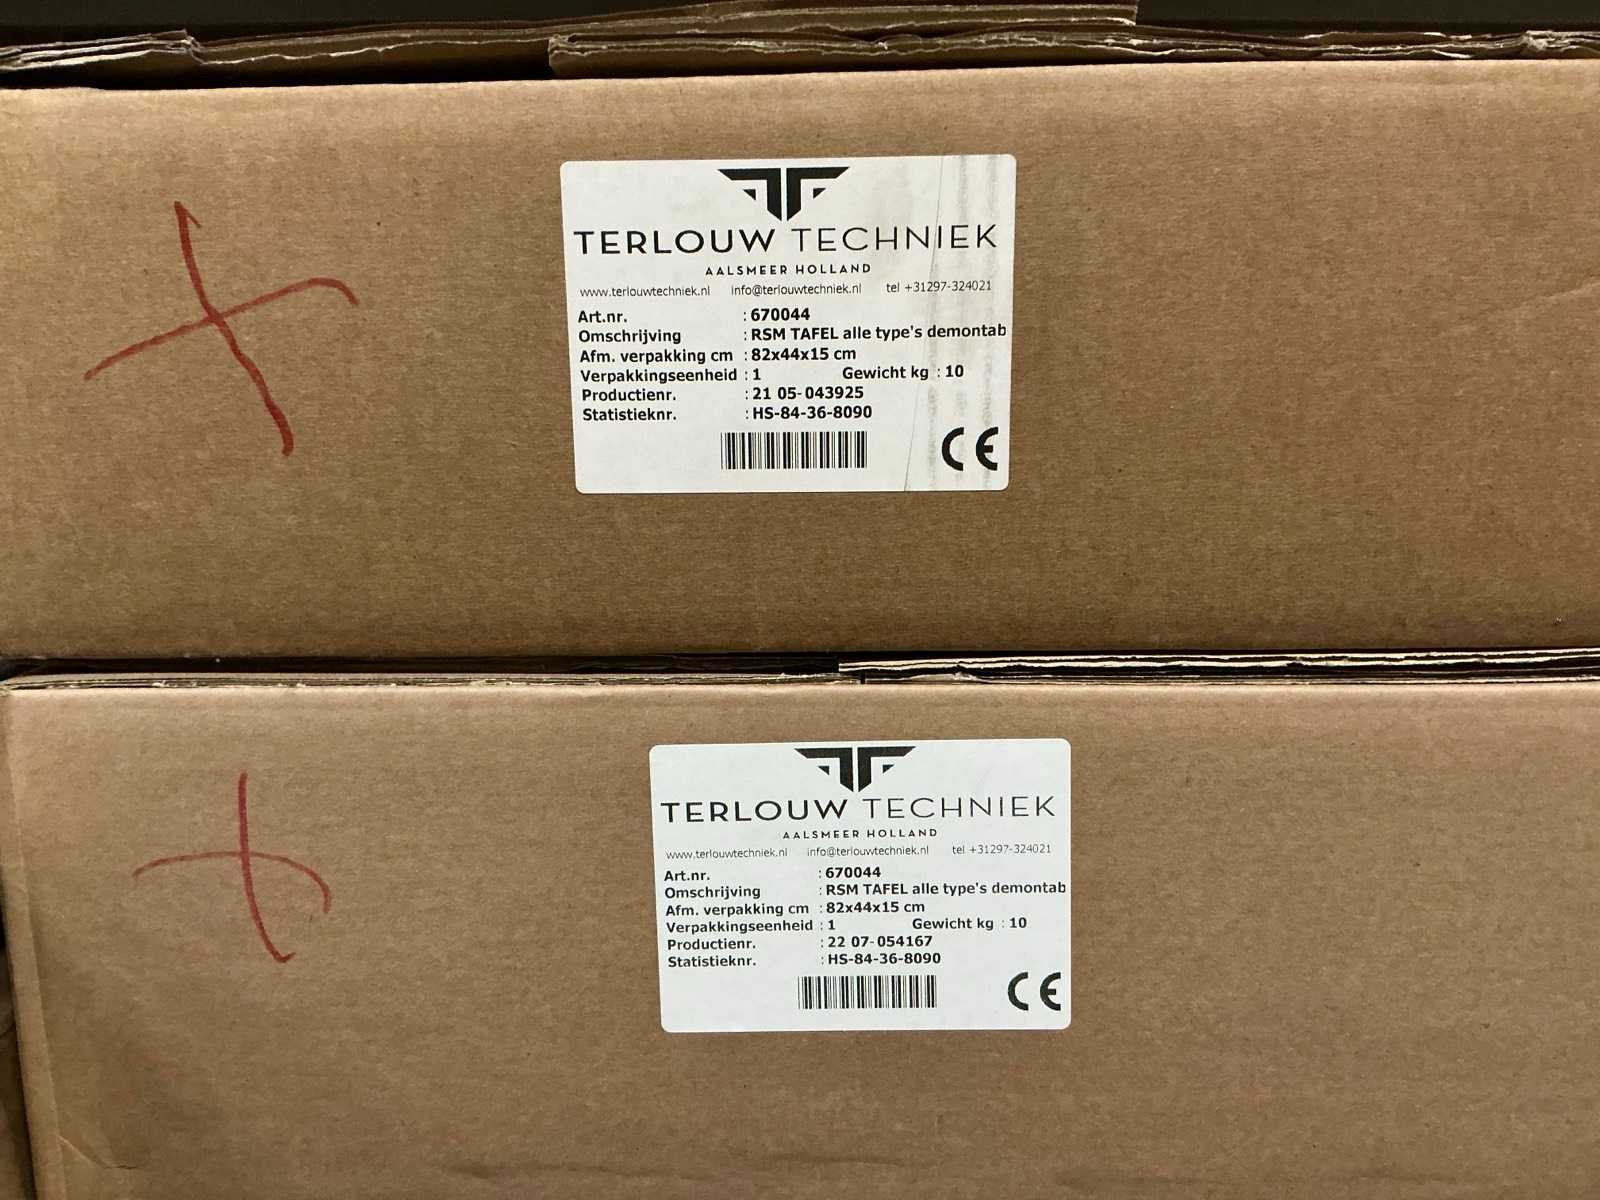 TERLOUW TECHNIEK
AALSMEER HOLLAND
www.terlouwtechniek.nl info@terlouwtechniek.nl tel +31297-324021
Art.nr. : 670044
Omschrijving : RSM TAFEL alle type's demontab
Afm. verpakking cm : 82x44x15 cm
Verpakkingseenheid : 1 Gewicht kg : 10
Productienr. : 21 05-043925
Statistieknr. : HS-84-36-8090
CE
TERLOUW TECHNIEK
AALSMEER HOLLAND
www.terlouwtechniek.nl info@terlouwtechniek.nl tel +31297-324021
Art.nr. : 670044
Omschrijving : RSM TAFEL alle type's demontab
Afm. verpakking cm : 82x44x15 cm
Verpakkingseenheid : 1 Gewicht kg : 10
Productienr. : 22 07-054167
Statistieknr. : HS-84-36-8090
CE